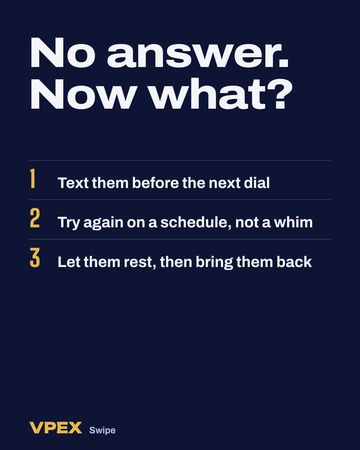 No answer.
Now what?
1 Text them before the next dial
2 Try again on a schedule, not a whim
3 Let them rest, then bring them back
VPEX Swipe